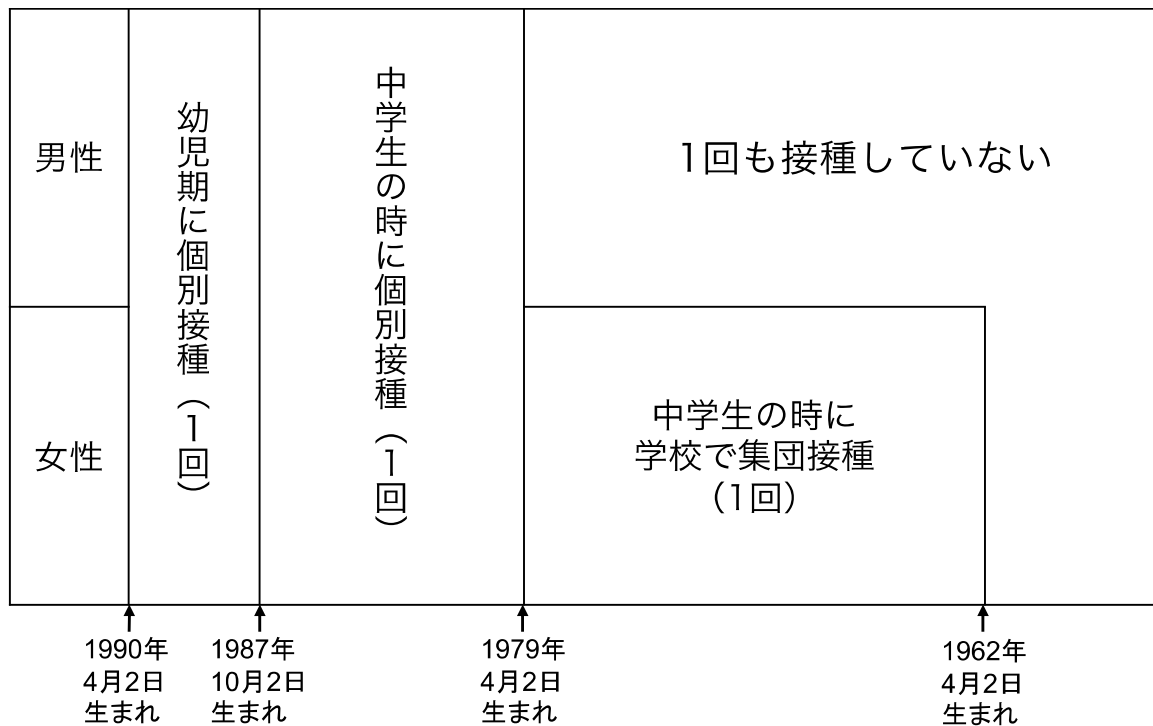 男性
女性
幼児期に個別接種（1回）
中学生の時に個別接種（1回）
1回も接種していない
中学生の時に
学校で集団接種
（1回）
1990年
4月2日
生まれ
1987年
10月2日
生まれ
1979年
4月2日
生まれ
1962年
4月2日
生まれ